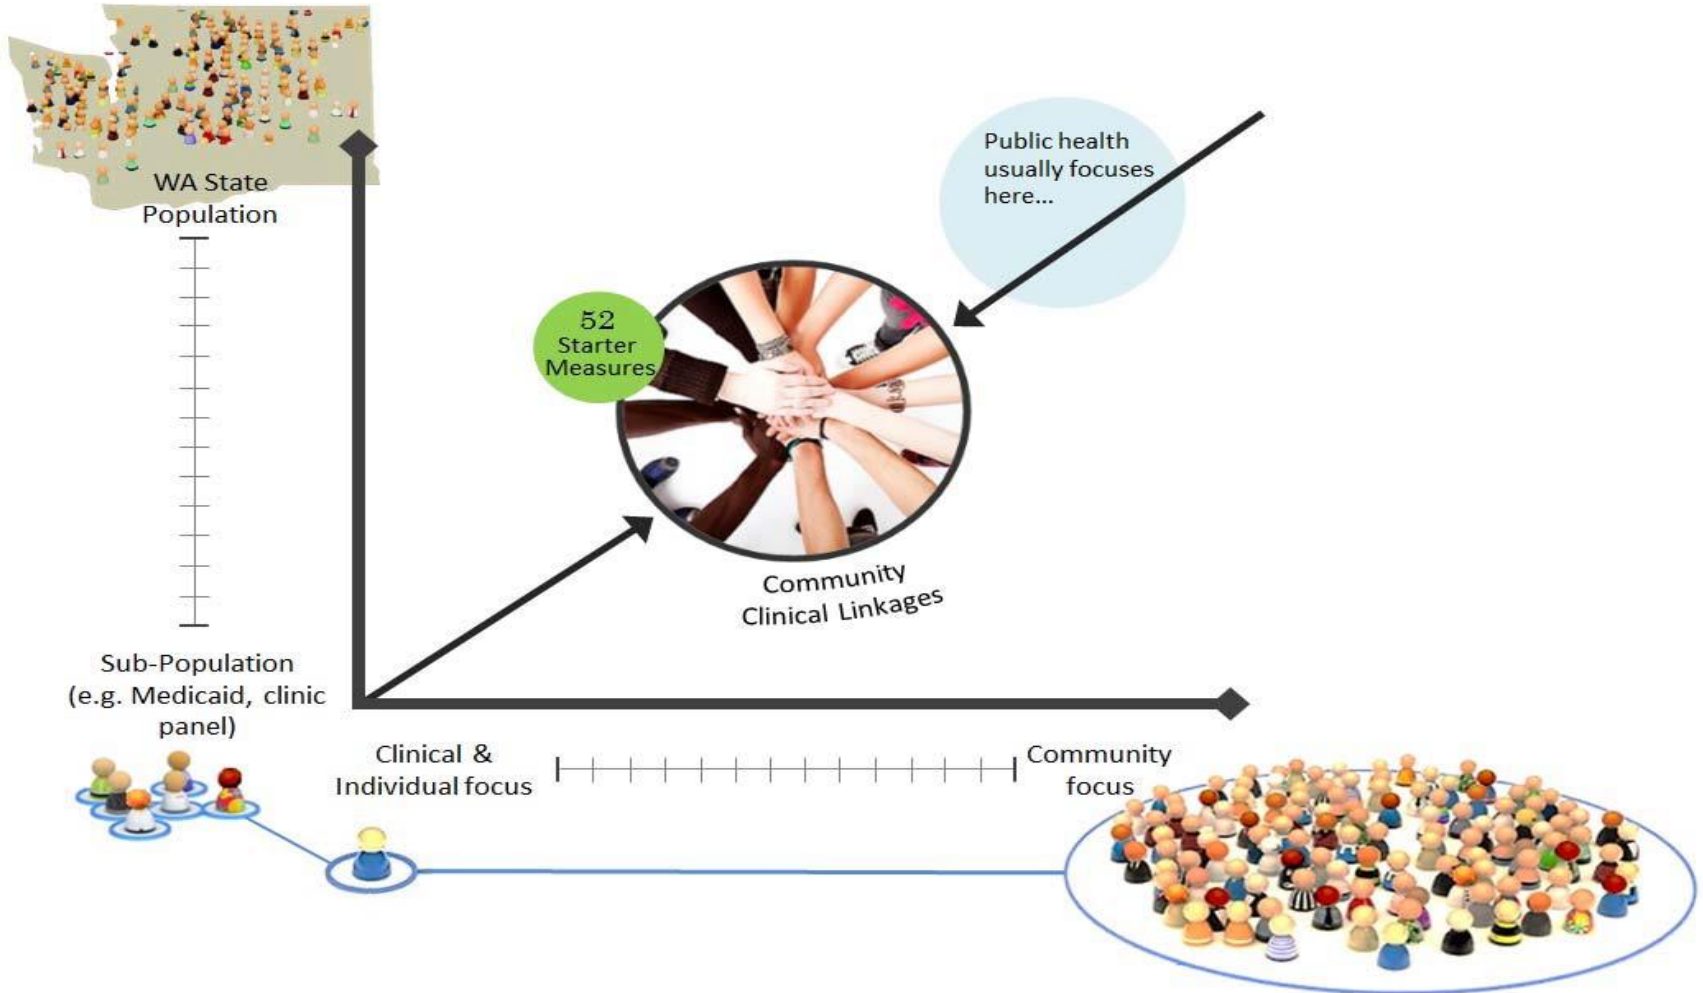 WA State
Population
Public health
usually focuses
here...
52
Starter
Measures
Community
Clinical Linkages
Sub-Population
(e.g. Medicaid, clinic
panel)
Clinical &
Individual focus
Community
focus